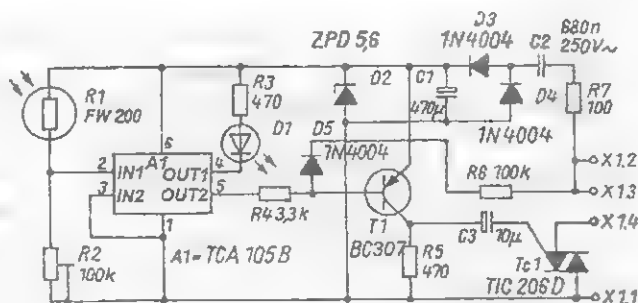 D3
ZPD 5,6
1N4004
C2
680n
250V~
R1
FW 200
R3
470
D2
C1
470µ
D4
R7
100
6
D1
D5
1N4004
1N4004
A1
2
IN1
OUT1
4
3
IN2
OUT2
5
R6 100k
X1.2
X1.3
R4 3,3k
1
T1
BC307
C3
10µ
X1.4
R2
100k
A1=TCA 105 B
R5
470
Tc1
TIC 206 D
X1.1